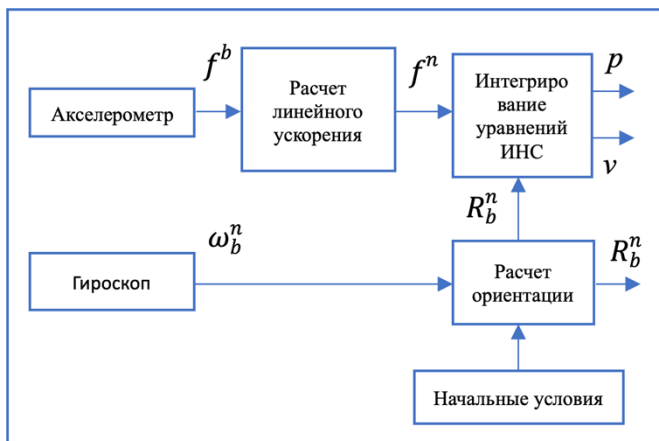 f^b
f^n
p
Акселерометр
Расчет
линейного
ускорения
Интегриро
вание
уравнений
ИНС
v
R_b^n
ω_b^n
R_b^n
Гироскоп
Расчет
ориентации
Начальные условия